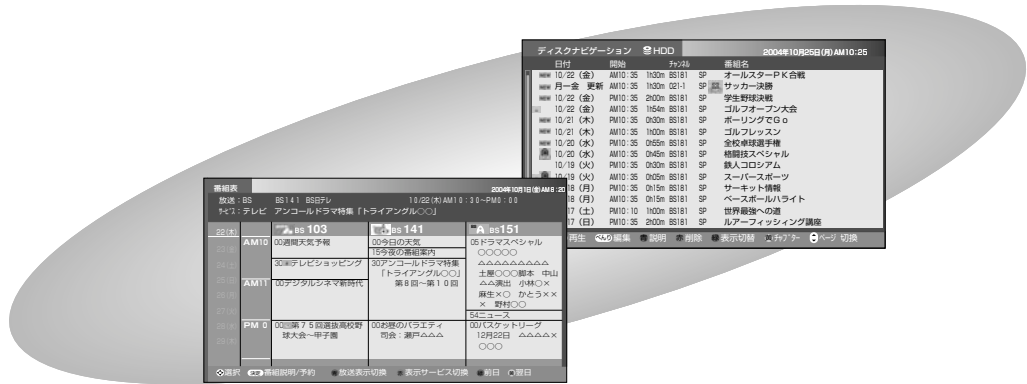 ディスクナビゲーション HDD 2004年10月25日(月)AM10:25
日付 開始 チャンネル 番組名
NEW 10/22 (金) AM10:35 1h30m BS181 SP オールスターPK合戦
NEW 月ー金 更新 AM10:35 1h30m 021-1 SP サッカー決勝
NEW 10/22 (金) PM10:35 2h00m BS181 SP 学生野球決戦
10/22 (金) AM10:35 1h54m BS181 SP ゴルフオープン大会
NEW 10/21 (木) PM10:35 0h30m BS181 SP ボーリングでGo
NEW 10/21 (木) AM10:35 1h00m BS181 SP ゴルフレッスン
NEW 10/20 (水) PM10:35 0h55m BS181 SP 全校卓球選手権
10/20 (水) AM10:35 0h45m BS181 SP 格闘技スペシャル
10/19 (火) PM10:35 0h30m BS181 SP 鉄人コロシアム
(火) AM10:35 0h05m BS181 SP スーパースポーツ
18 (月) PM10:35 0h15m BS181 SP サーキット情報
18 (月) AM10:35 0h15m BS181 SP ベースボールハライト
17 (土) PM10:10 1h00m BS181 SP 世界最強への道
17 (日) PM10:35 2h00m BS181 SP ルアーフィッシング講座
再生 編集 説明 削除 表示切替 チャプター ページ 切換
番組表 2004年10月1日(金)AM8:20
放送:BS BS141 BS日テレ 10/22(木)AM10:30~PM0:00
サービス:テレビ アンコールドラマ特集「トライアングル○○」
22(木) BS 103 BS 141 BS151
AM10 00週間天気予報 00今日の天気 05ドラマスペシャル
15今夜の番組案内 ○○○○○
30テレビショッピング 30アンコールドラマ特集 △△△△△△△△△
「トライアングル○○」 土屋○○○脚本 中山
AM11 00デジタルシネマ新時代 第8回~第10回 △△演出 小林○×
麻生×○ かとう××
× 野村○○
54ニュース
PM 0 00第75回選抜高校野 00お昼のバラエティ 00バスケットリーグ
球大会~甲子園 司会:瀬戸△△△ 12月22日 △△△△×
○○○
選択 決定 番組説明/予約 放送表示切換 表示サービス切換 前日 翌日